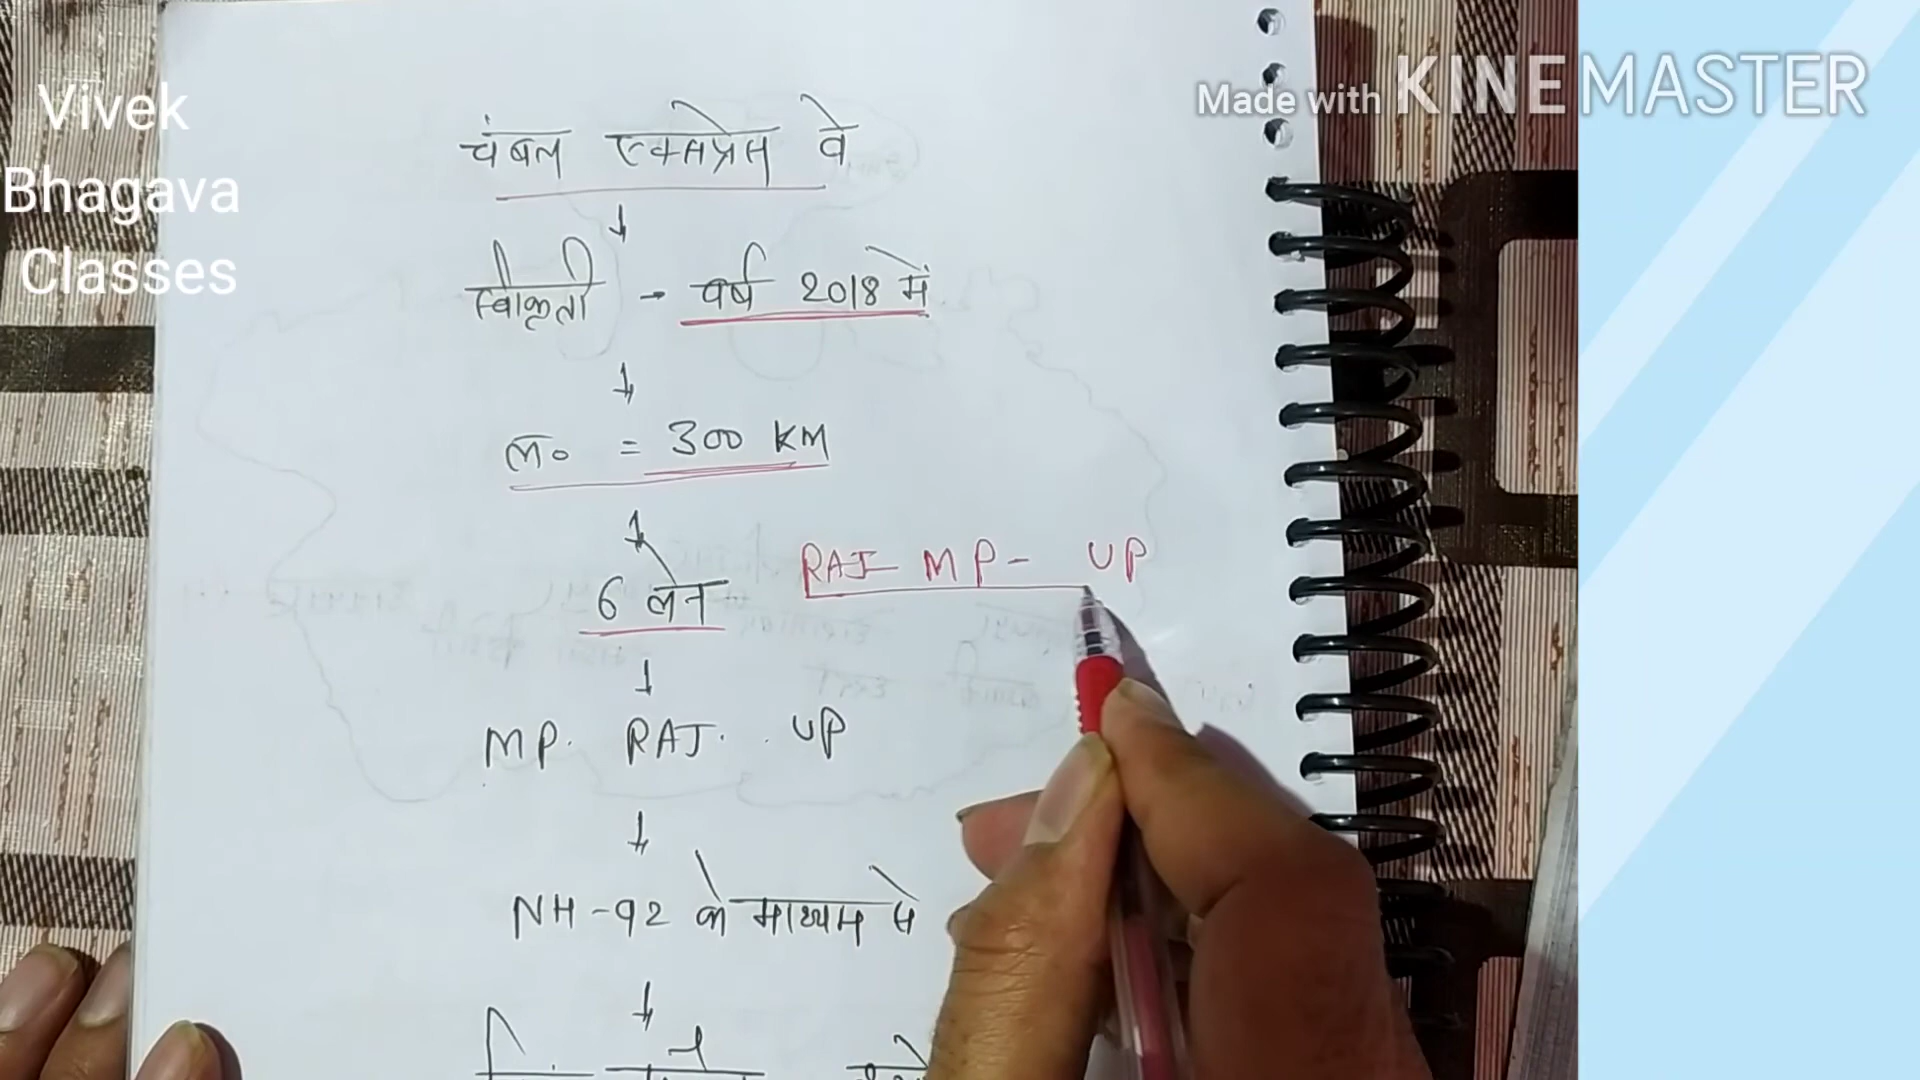 Vivek
Bhagava
Classes
Made with KINEMASTER
चंबल एक्सप्रेस वे
स्वीकृती - वर्ष 2018 में
ल० = 300 KM
6 लेन
RAJ- MP- UP
MP. RAJ. UP
NH-92 के माध्यम से